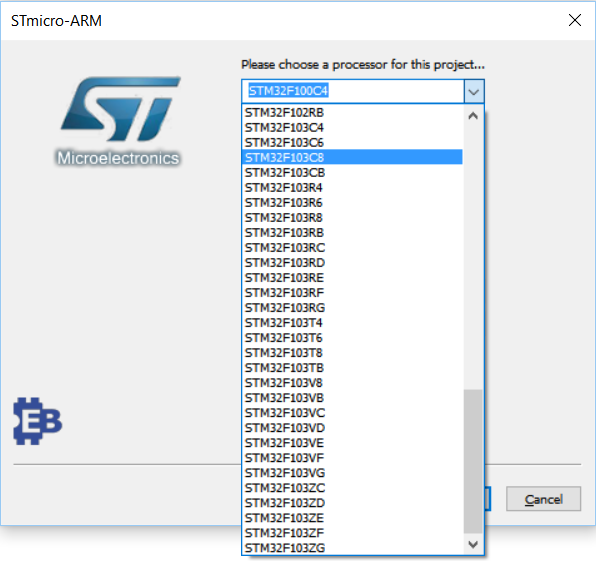 STmicro-ARM
Please choose a processor for this project...
STM32F100C4
ST
Microelectronics
STM32F102RB
STM32F103C4
STM32F103C6
STM32F103C8
STM32F103CB
STM32F103R4
STM32F103R6
STM32F103R8
STM32F103RB
STM32F103RC
STM32F103RD
STM32F103RE
STM32F103RF
STM32F103RG
STM32F103T4
STM32F103T6
STM32F103T8
STM32F103TB
STM32F103V8
STM32F103VB
STM32F103VC
STM32F103VD
STM32F103VE
STM32F103VF
STM32F103VG
STM32F103ZC
STM32F103ZD
STM32F103ZE
STM32F103ZF
STM32F103ZG
EB
Cancel